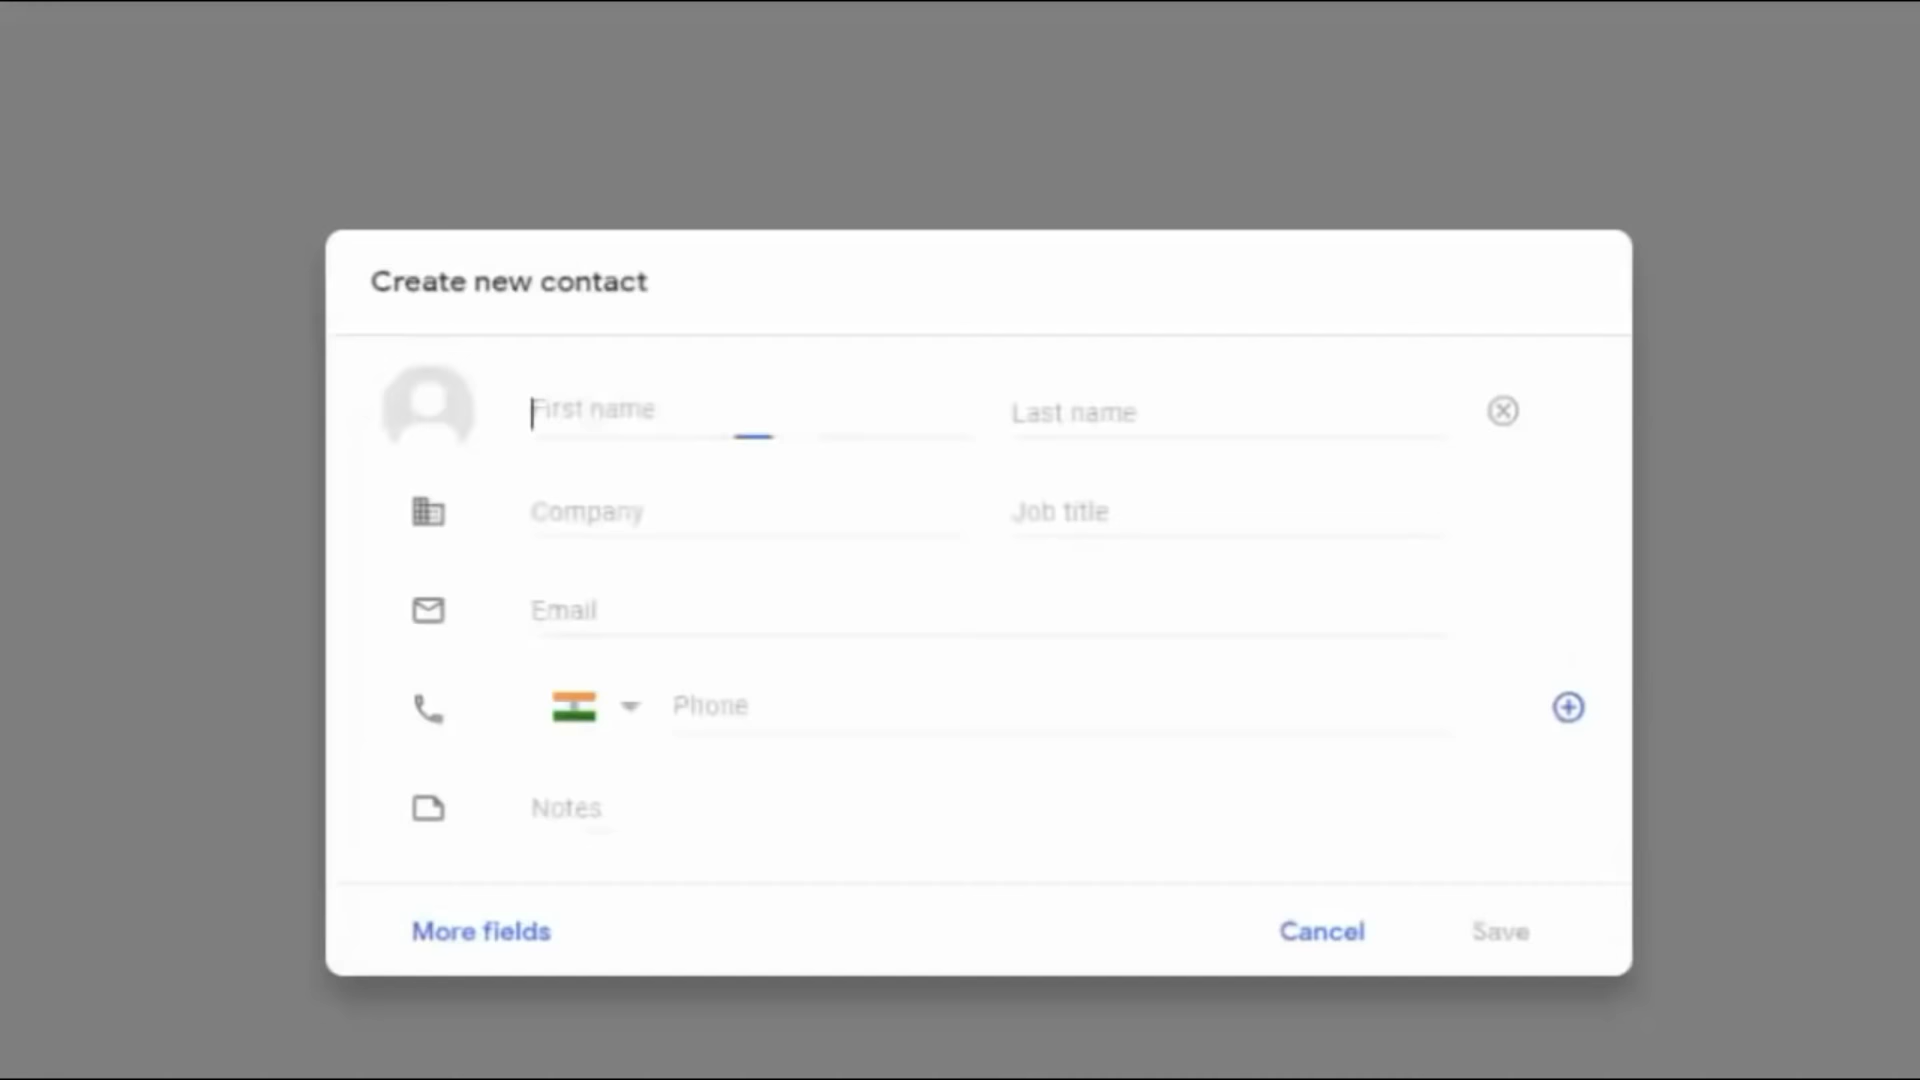 Create new contact
First name Last name
Company Job title
Email
Phone
Notes
More fields Cancel Save